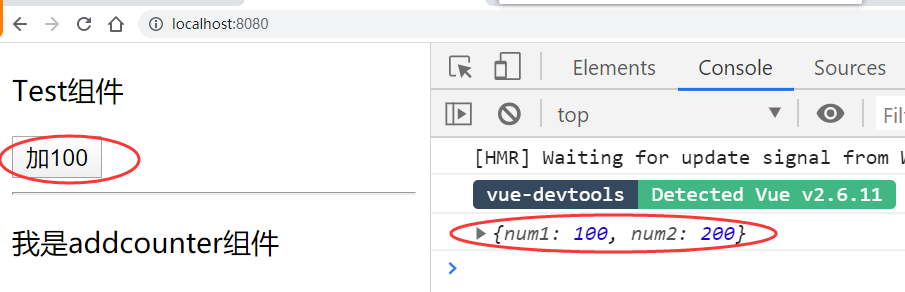 localhost:8080
Test组件
加100
我是addcounter组件
Elements Console Sources
top Fil
[HMR] Waiting for update signal from
vue-devtools Detected Vue v2.6.11
{num1: 100, num2: 200}